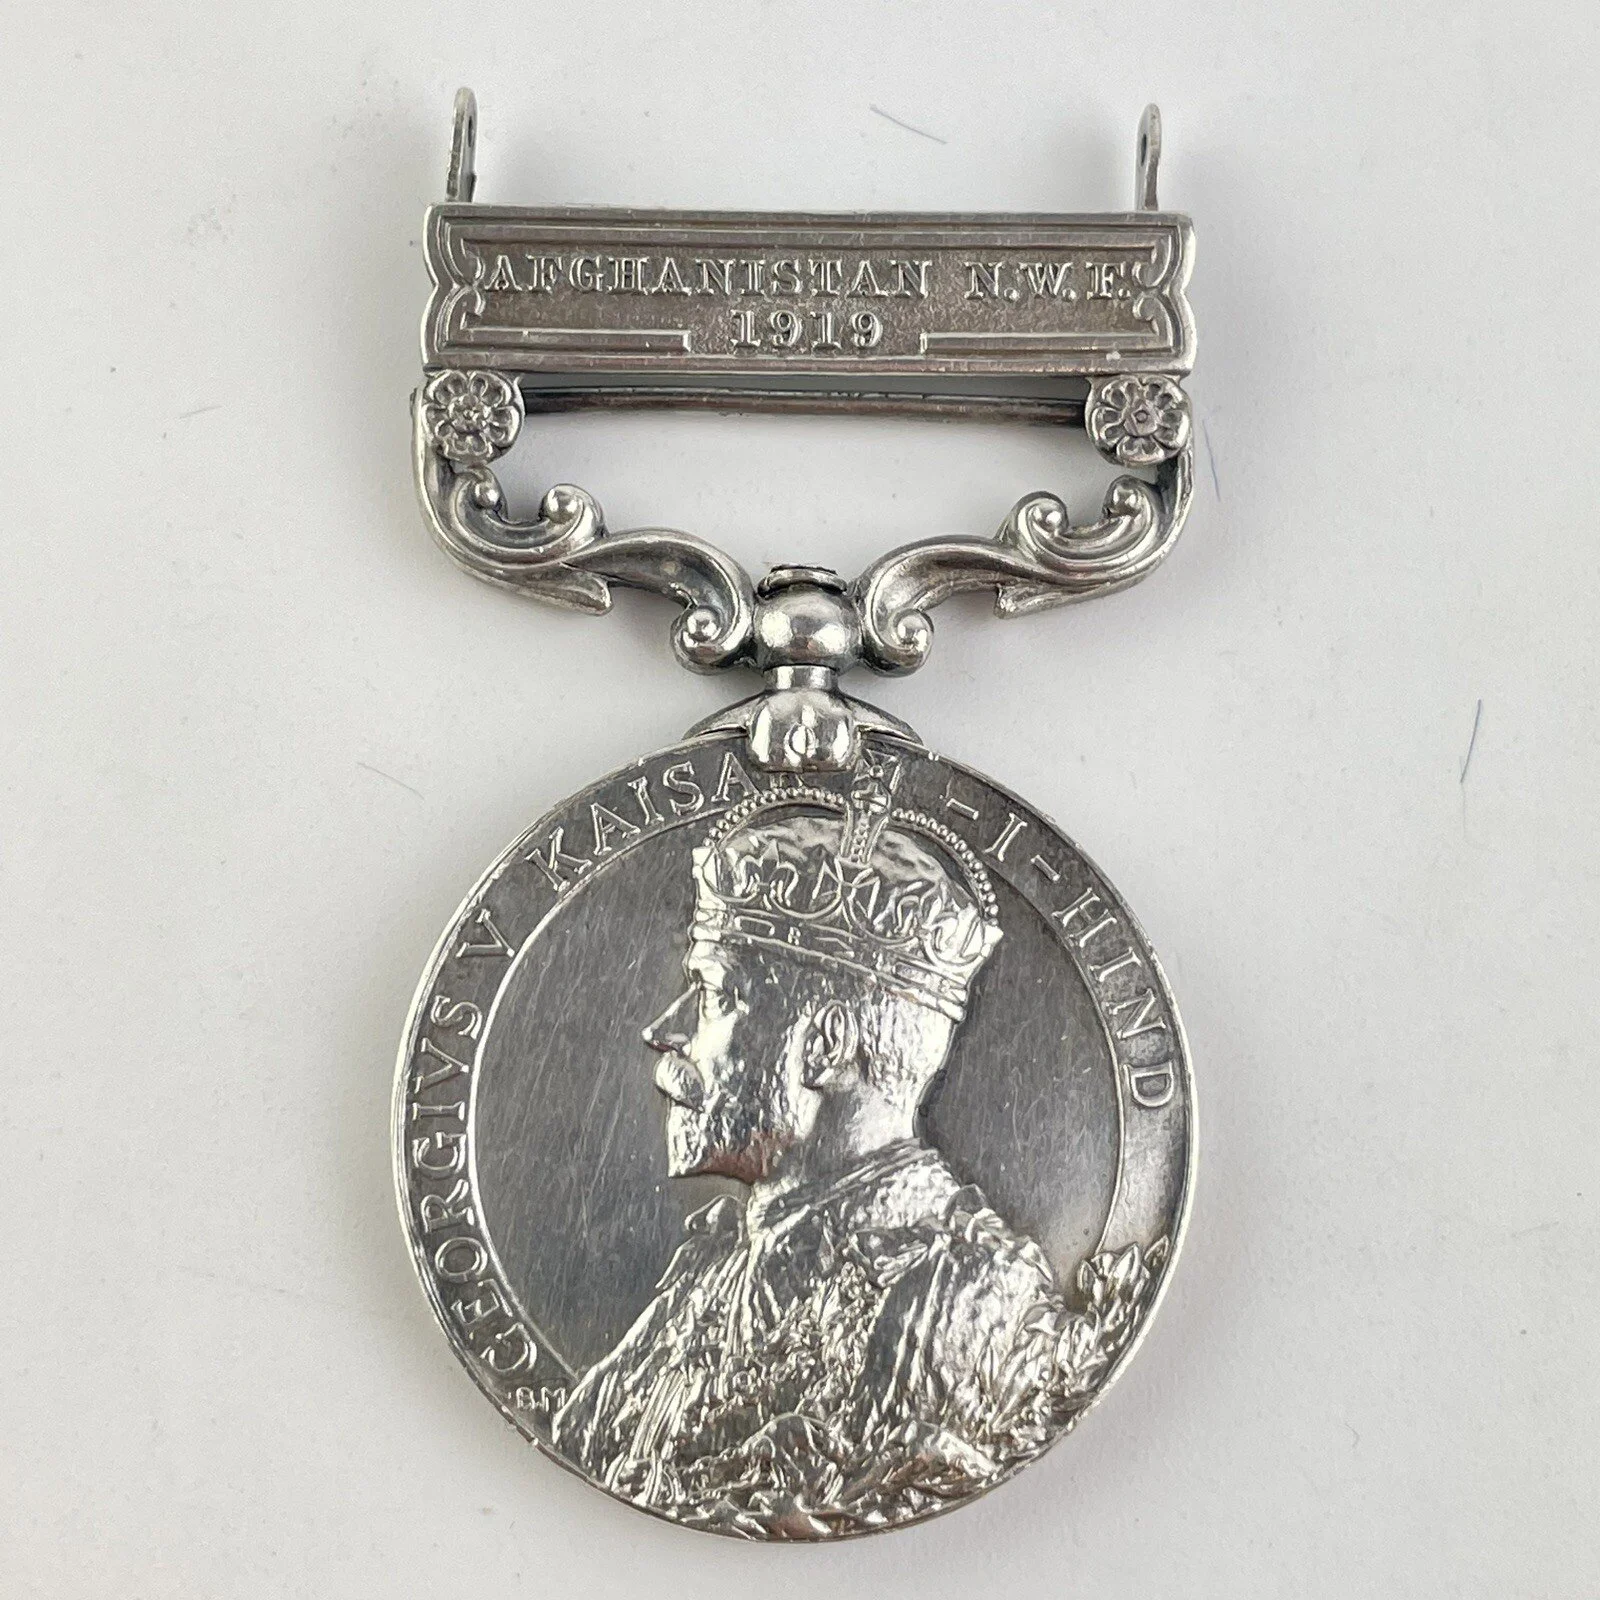 AFGHANISTAN N.W.F.
1919
GEORGIVS V KAISAR-I-HIND
B.M